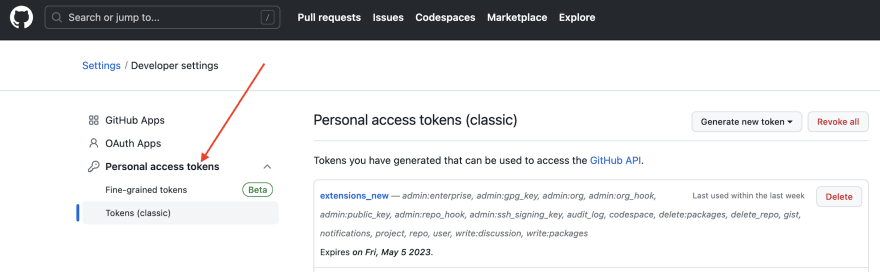 Search or jump to... /
Pull requests Issues Codespaces Marketplace Explore
Settings / Developer settings
GitHub Apps
OAuth Apps
Personal access tokens
Fine-grained tokens Beta
Tokens (classic)
Personal access tokens (classic)
Generate new token
Revoke all
Tokens you have generated that can be used to access the GitHub API.
extensions_new — admin:enterprise, admin:gpg_key, admin:org, admin:org_hook,
Last used within the last week
Delete
admin:public_key, admin:repo_hook, admin:ssh_signing_key, audit_log, codespace, delete:packages, delete_repo, gist,
notifications, project, repo, user, write:discussion, write:packages
Expires on Fri, May 5 2023.